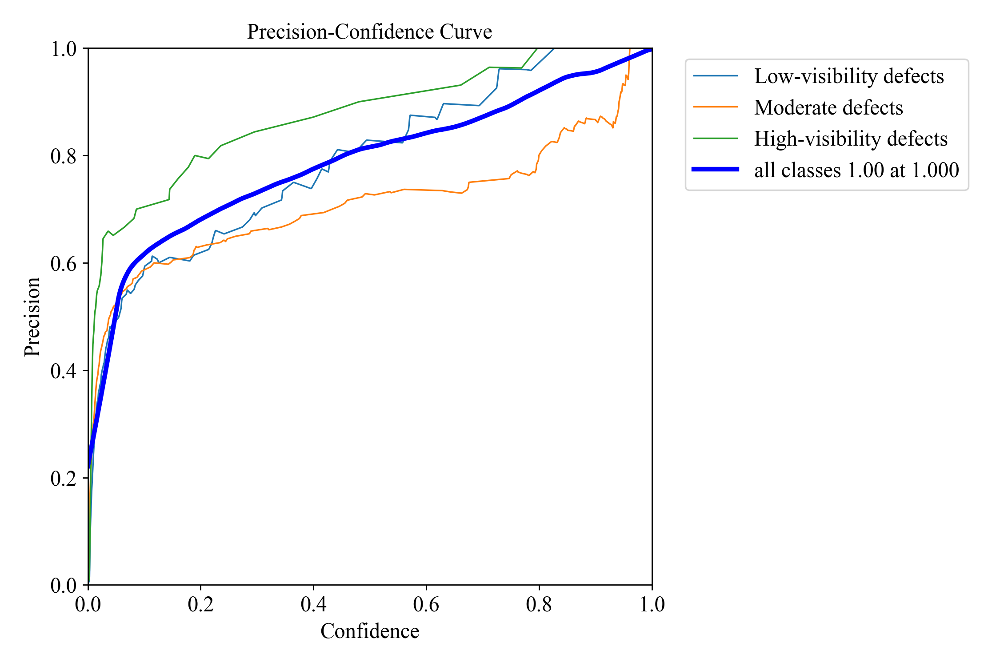 Precision-Confidence Curve
1.0
0.8
0.6
0.4
0.2
0.0
Precision
0.0 0.2 0.4 0.6 0.8 1.0
Confidence
Low-visibility defects
Moderate defects
High-visibility defects
all classes 1.00 at 1.000